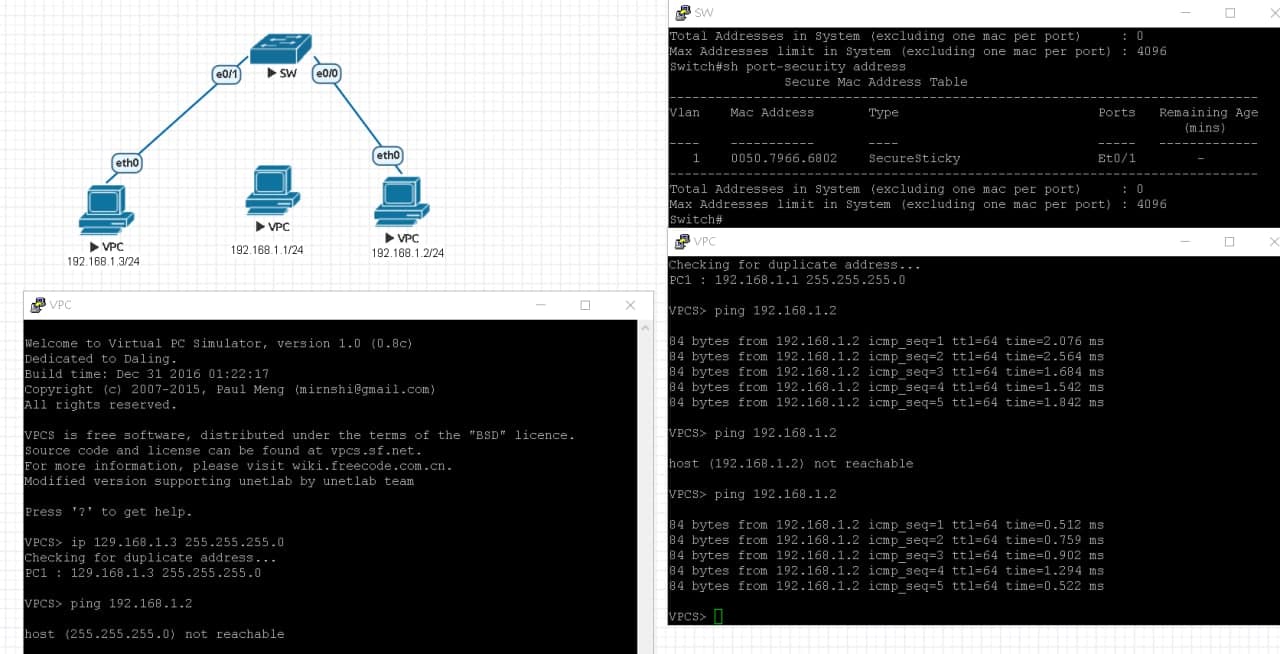 e0/1
SW
e0/0
eth0
eth0
VPC
192.168.1.3/24
VPC
192.168.1.1/24
VPC
192.168.1.2/24
SW
Total Addresses in System (excluding one mac per port)     : 0
Max Addresses limit in System (excluding one mac per port) : 4096
Switch#sh port-security address
Secure Mac Address Table
-----------------------------------------------------------------------------
Vlan    Mac Address       Type                          Ports   Remaining Age
(mins)
----    -----------       ----                          -----   -------------
1    0050.7966.6802    SecureSticky                  Et0/1        -
-----------------------------------------------------------------------------
Total Addresses in System (excluding one mac per port)     : 0
Max Addresses limit in System (excluding one mac per port) : 4096
Switch#
VPC
Checking for duplicate address...
PC1 : 192.168.1.1 255.255.255.0
VPCS> ping 192.168.1.2
84 bytes from 192.168.1.2 icmp_seq=1 ttl=64 time=2.076 ms
84 bytes from 192.168.1.2 icmp_seq=2 ttl=64 time=2.564 ms
84 bytes from 192.168.1.2 icmp_seq=3 ttl=64 time=1.684 ms
84 bytes from 192.168.1.2 icmp_seq=4 ttl=64 time=1.542 ms
84 bytes from 192.168.1.2 icmp_seq=5 ttl=64 time=1.842 ms
VPCS> ping 192.168.1.2
host (192.168.1.2) not reachable
VPCS> ping 192.168.1.2
84 bytes from 192.168.1.2 icmp_seq=1 ttl=64 time=0.512 ms
84 bytes from 192.168.1.2 icmp_seq=2 ttl=64 time=0.759 ms
84 bytes from 192.168.1.2 icmp_seq=3 ttl=64 time=0.902 ms
84 bytes from 192.168.1.2 icmp_seq=4 ttl=64 time=1.294 ms
84 bytes from 192.168.1.2 icmp_seq=5 ttl=64 time=0.522 ms
VPCS>
VPC
Welcome to Virtual PC Simulator, version 1.0 (0.8c)
Dedicated to Daling.
Build time: Dec 31 2016 01:22:17
Copyright (c) 2007-2015, Paul Meng (mirnshi@gmail.com)
All rights reserved.
VPCS is free software, distributed under the terms of the "BSD" licence.
Source code and license can be found at vpcs.sf.net.
For more information, please visit wiki.freecode.com.cn.
Modified version supporting unetlab by unetlab team
Press '?' to get help.
VPCS> ip 129.168.1.3 255.255.255.0
Checking for duplicate address...
PC1 : 129.168.1.3 255.255.255.0
VPCS> ping 192.168.1.2
host (255.255.255.0) not reachable